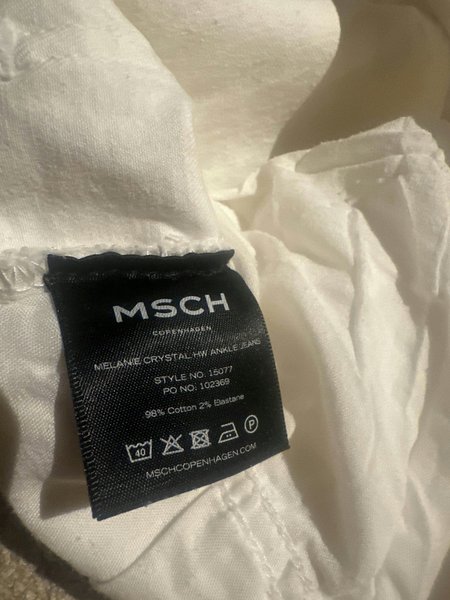 MSCH
COPENHAGEN
MELANIE CRYSTAL HW ANKLE JEANS
STYLE NO: 15077
PO NO: 102369
98% Cotton 2% Elastane
40 P
MSCHCOPENHAGEN.COM